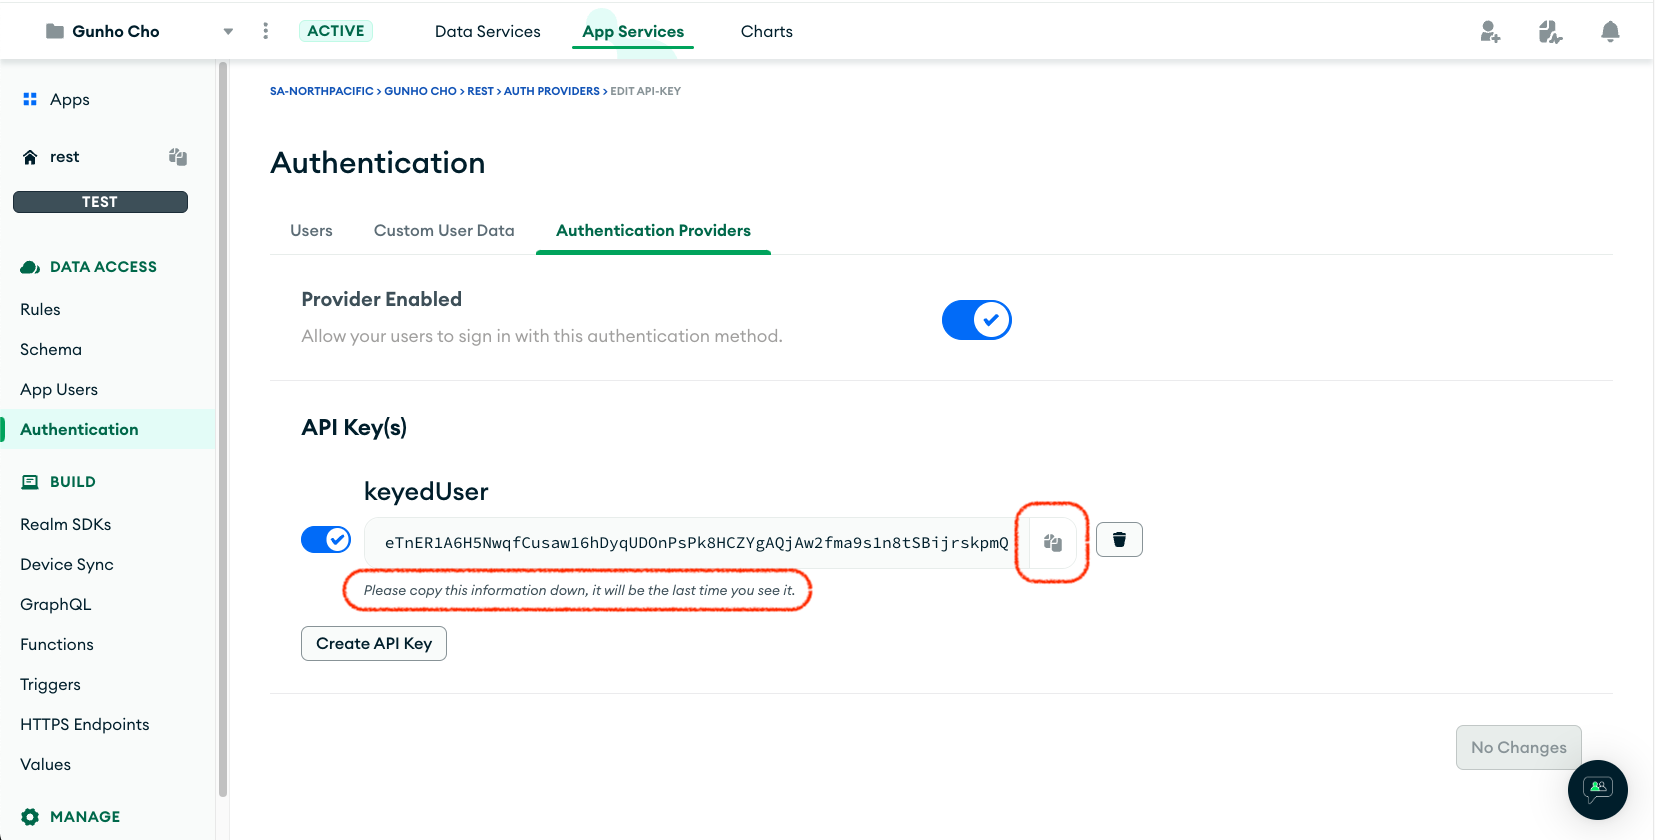 Gunho Cho
ACTIVE
Data Services
App Services
Charts
Apps
rest
TEST
DATA ACCESS
Rules
Schema
App Users
Authentication
BUILD
Realm SDKs
Device Sync
GraphQL
Functions
Triggers
HTTPS Endpoints
Values
MANAGE
SA-NORTHPACIFIC > GUNHO CHO > REST > AUTH PROVIDERS > EDIT API-KEY
Authentication
Users
Custom User Data
Authentication Providers
Provider Enabled
Allow your users to sign in with this authentication method.
API Key(s)
keyedUser
eTnER1A6H5NwqfCusaw16hDyqUDOnPsPk8HCZYgAQjAw2fma9s1n8tSBijrskpmQ
Please copy this information down, it will be the last time you see it.
Create API Key
No Changes